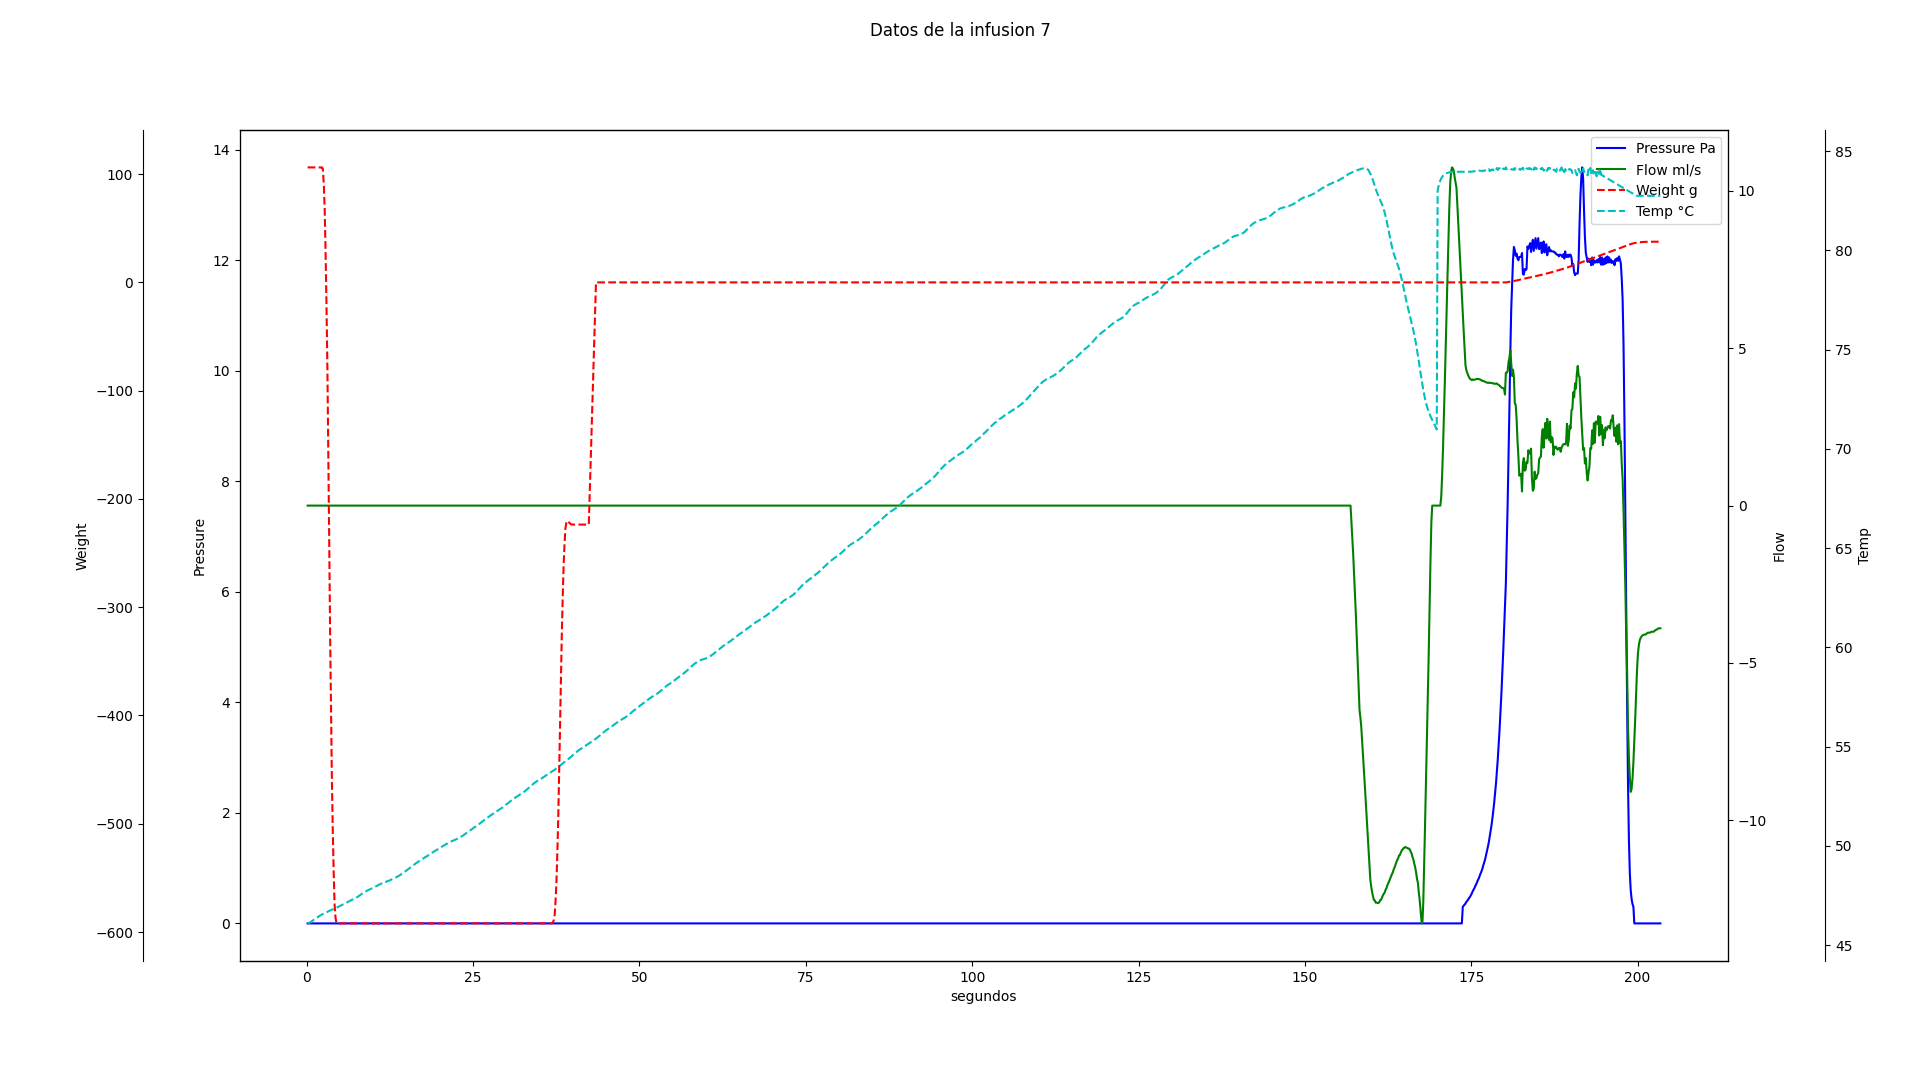 Datos de la infusion 7
Weight
100
0
−100
−200
−300
−400
−500
−600
Pressure
14
12
10
8
6
4
2
0
Pressure Pa
Flow ml/s
Weight g
Temp °C
10
5
0
−5
−10
Flow
85
80
75
70
65
60
55
50
45
Temp
0 25 50 75 100 125 150 175 200
segundos